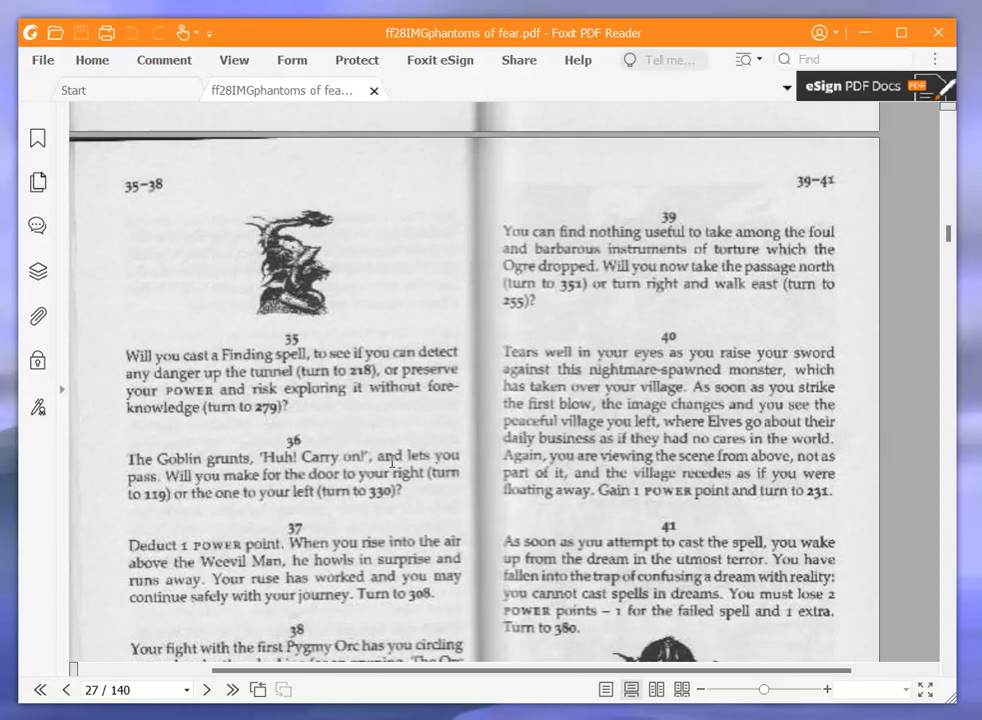 ff28IMGphantoms of fear.pdf - Foxit PDF Reader
File Home Comment View Form Protect Foxit eSign Share Help Tell me... Find
Start ff28IMGphantoms of fea...
eSign PDF Docs
35-38
35
Will you cast a Finding spell, to see if you can detect
any danger up the tunnel (turn to 218), or preserve
your POWER and risk exploring it without fore-
knowledge (turn to 279)?
36
The Goblin grunts, 'Huh! Carry on!', and lets you
pass. Will you make for the door to your right (turn
to 119) or the one to your left (turn to 330)?
37
Deduct 1 POWER point. When you rise into the air
above the Weevil Man, he howls in surprise and
runs away. Your ruse has worked and you may
continue safely with your journey. Turn to 308.
38
Your fight with the first Pygmy Orc has you circling
39-41
39
You can find nothing useful to take among the foul
and barbarous instruments of torture which the
Ogre dropped. Will you now take the passage north
(turn to 351) or turn right and walk east (turn to
255)?
40
Tears well in your eyes as you raise your sword
against this nightmare-spawned monster, which
has taken over your village. As soon as you strike
the first blow, the image changes and you see the
peaceful village you left, where Elves go about their
daily business as if they had no cares in the world.
Again, you are viewing the scene from above, not as
part of it, and the village recedes as if you were
floating away. Gain 1 POWER point and turn to 231.
41
As soon as you attempt to cast the spell, you wake
up from the dream in the utmost terror. You have
fallen into the trap of confusing a dream with reality:
you cannot cast spells in dreams. You must lose 2
POWER points – 1 for the failed spell and 1 extra.
Turn to 380.
27 / 140